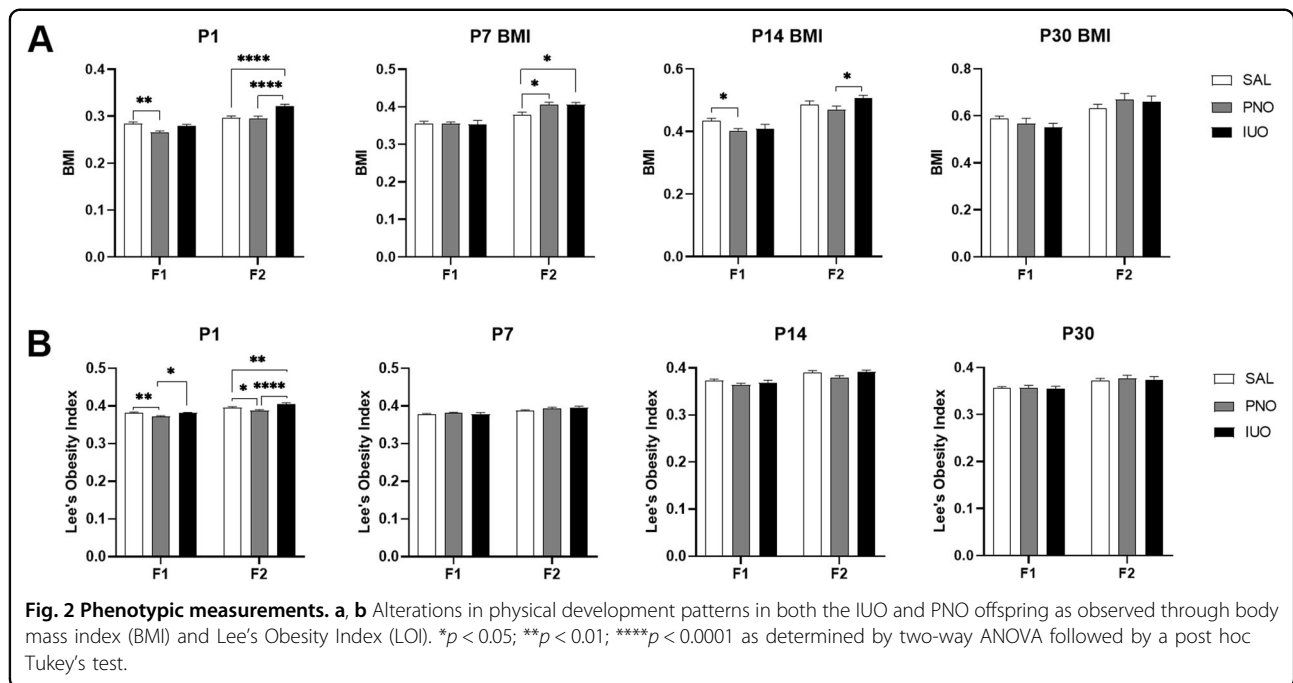 A
P1
P7 BMI
P14 BMI
P30 BMI
BMI
0.4
0.3
0.2
0.1
0.0
**
****
****
F1
F2
BMI
0.5
0.4
0.3
0.2
0.1
0.0
*
*
F1
F2
BMI
0.6
0.4
0.2
0.0
*
*
F1
F2
BMI
0.8
0.6
0.4
0.2
0.0
F1
F2
SAL
PNO
IUO
B
P1
P7
P14
P30
Lee's Obesity Index
0.5
0.4
0.3
0.2
0.1
0.0
**
*
**
*
****
F1
F2
Lee's Obesity Index
0.5
0.4
0.3
0.2
0.1
0.0
F1
F2
Lee's Obesity Index
0.4
0.3
0.2
0.1
0.0
F1
F2
Lee's Obesity Index
0.4
0.3
0.2
0.1
0.0
F1
F2
SAL
PNO
IUO
Fig. 2 Phenotypic measurements. a, b Alterations in physical development patterns in both the IUO and PNO offspring as observed through body
mass index (BMI) and Lee's Obesity Index (LOI). *p < 0.05; **p < 0.01; ****p < 0.0001 as determined by two-way ANOVA followed by a post hoc
Tukey's test.